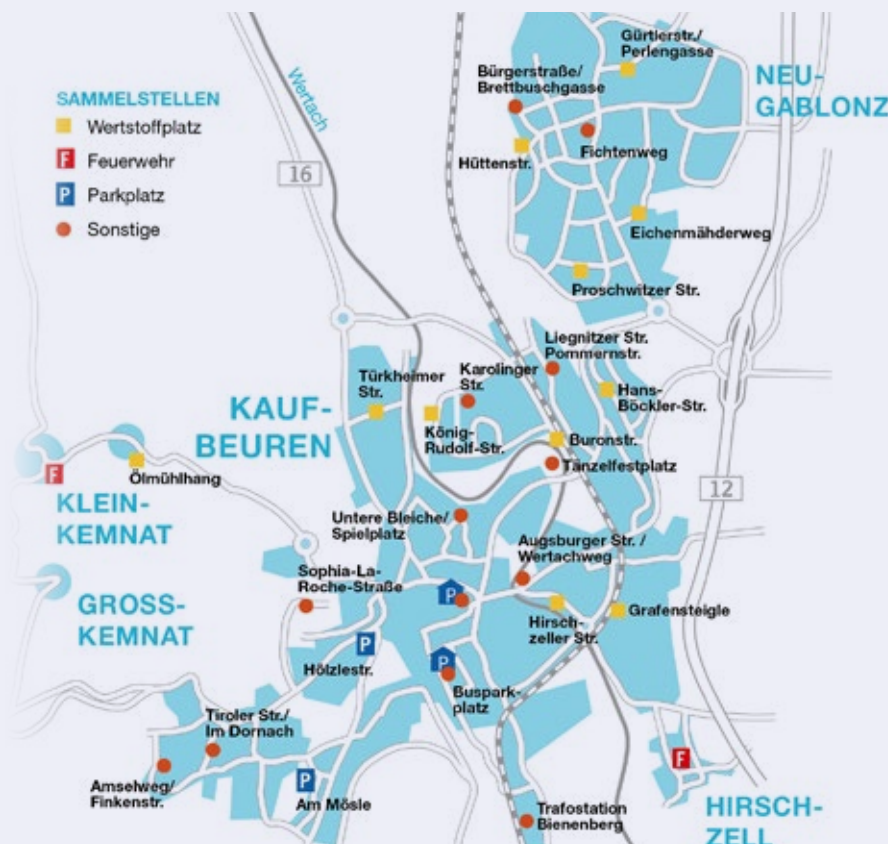 SAMMELSTELLEN
Wertstoffplatz
F Feuerwehr
P Parkplatz
Sonstige
Wertach
16
Gürtlerstr./
Perlengasse
Bürgerstraße/
Brettbuschgasse
NEU-
GABLONZ
Fichtenweg
Hüttenstr.
Eichenmähderweg
Proschwitzer Str.
Liegnitzer Str.
Pommernstr.
Türkheimer
Str.
Karolinger
Str.
Hans-
Böckler-Str.
KAUF-
BEUREN
König-
Rudolf-Str.
Buronstr.
Tänzelfestplatz
F
Ölmühlhang
KLEIN-
KEMNAT
12
Untere Bleiche/
Spielplatz
Augsburger Str. /
Wertachweg
Sophia-La-
Roche-Straße
GROSS-
KEMNAT
P
Hirsch-
zeller Str.
Grafensteigle
P
Hölzlestr.
P
Buspark-
platz
Tiroler Str./
Im Dornach
F
Amselweg/
Finkenstr.
P
Am Mösle
Trafostation
Bienenberg
HIRSCH-
ZELL